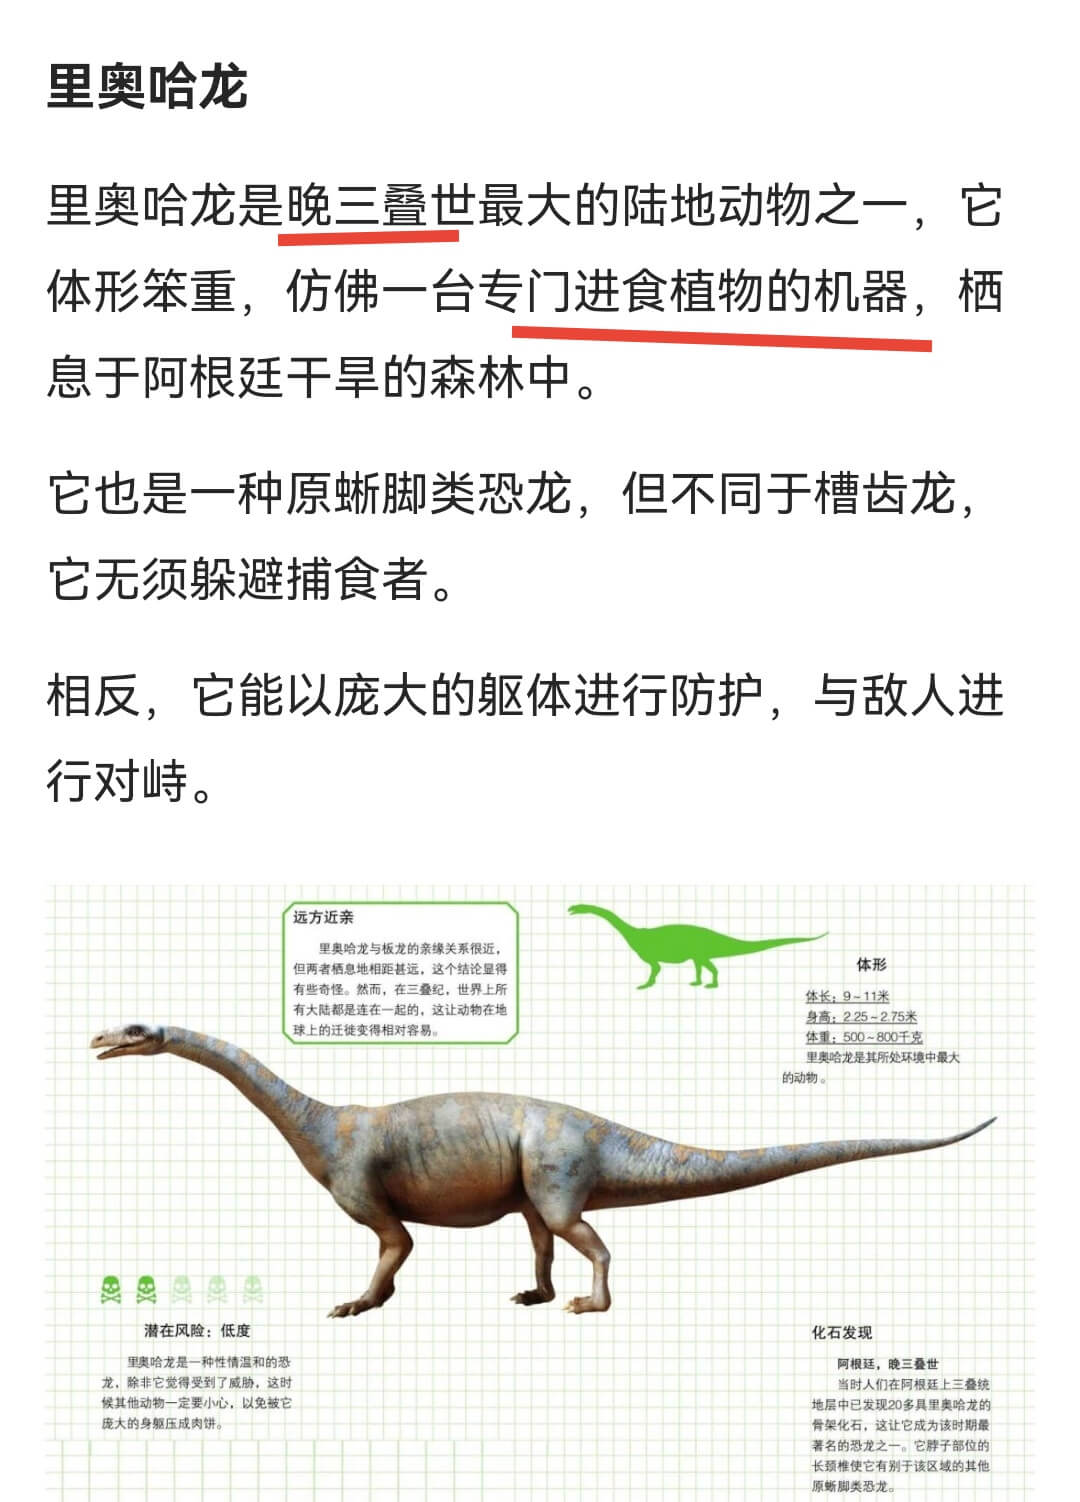 里奥哈龙
里奥哈龙是晚三叠世最大的陆地动物之一，它
体形笨重，仿佛一台专门进食植物的机器，栖
息于阿根廷干旱的森林中。
它也是一种原蜥脚类恐龙，但不同于槽齿龙，
它无须躲避捕食者。
相反，它能以庞大的躯体进行防护，与敌人进
行对峙。
远方近亲
里奥哈龙与板龙的亲缘关系很近，
但两者栖息地相距甚远，这个结论显得
有些奇怪。然而，在三叠纪，世界上所
有大陆都是连在一起的，这让动物在地
球上的迁徙变得相对容易。
体形
体长：9～11米
身高：2.25～2.75米
体重：500～800千克
里奥哈龙是其所处环境中最大
的动物。
潜在风险：低度
里奥哈龙是一种性情温和的恐
龙，除非它觉得受到了威胁，这时
候其他动物一定要小心，以免被它
庞大的身躯压成肉饼。
化石发现
阿根廷，晚三叠世
当时人们在阿根廷上三叠统
地层中已发现20多具里奥哈龙的
骨架化石，这让它成为该时期最
著名的恐龙之一。它脖子部位的
长颈椎使它有别于该区域的其他
原蜥脚类恐龙。